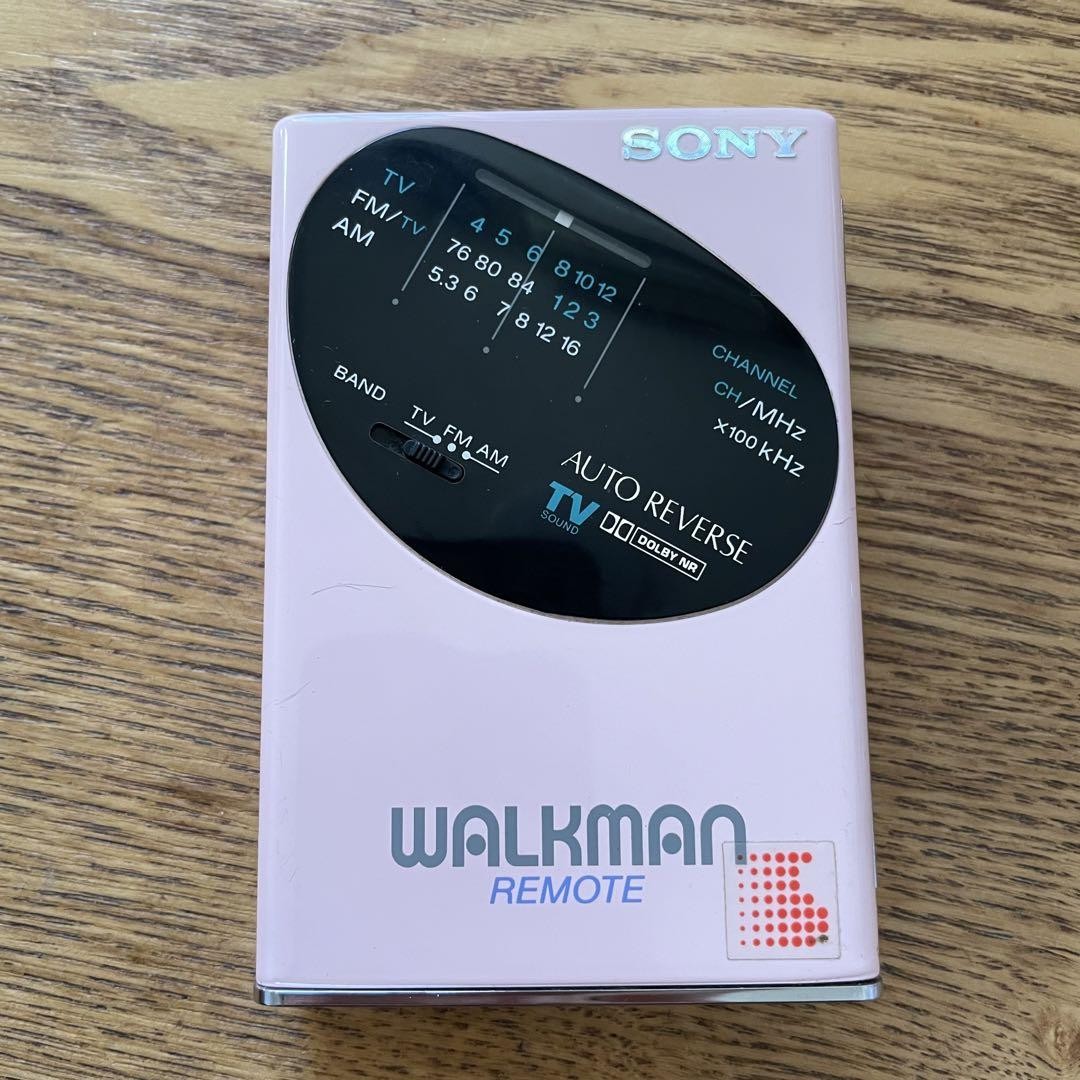 SONY
TV
FM/TV
AM
4 5 6 8 10 12
76 80 84 1 2 3
5.3 6 7 8 12 16
CHANNEL
CH/MHz
X100 kHz
BAND
TV FM AM
AUTO REVERSE
TV
SOUND
DOLBY NR
WALKMAN
REMOTE